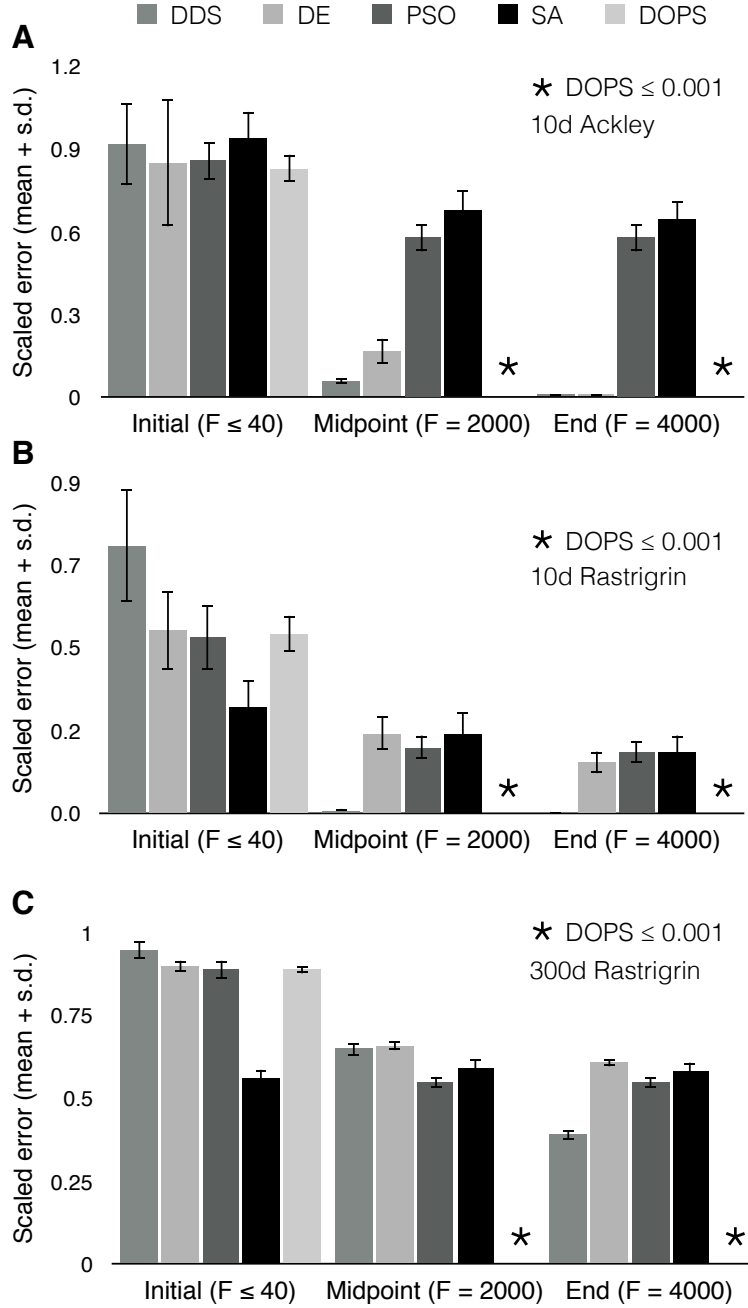 DDS DE PSO SA DOPS
A
Scaled error (mean + s.d.)
1.2
0.9
0.6
0.3
0
★ DOPS ≤ 0.001
10d Ackley
Initial (F ≤ 40) Midpoint (F = 2000) End (F = 4000)
B
Scaled error (mean + s.d.)
0.9
0.7
0.5
0.2
0.0
★ DOPS ≤ 0.001
10d Rastrigrin
Initial (F ≤ 40) Midpoint (F = 2000) End (F = 4000)
C
Scaled error (mean + s.d.)
1
0.75
0.5
0.25
0
★ DOPS ≤ 0.001
300d Rastrigrin
Initial (F ≤ 40) Midpoint (F = 2000) End (F = 4000)